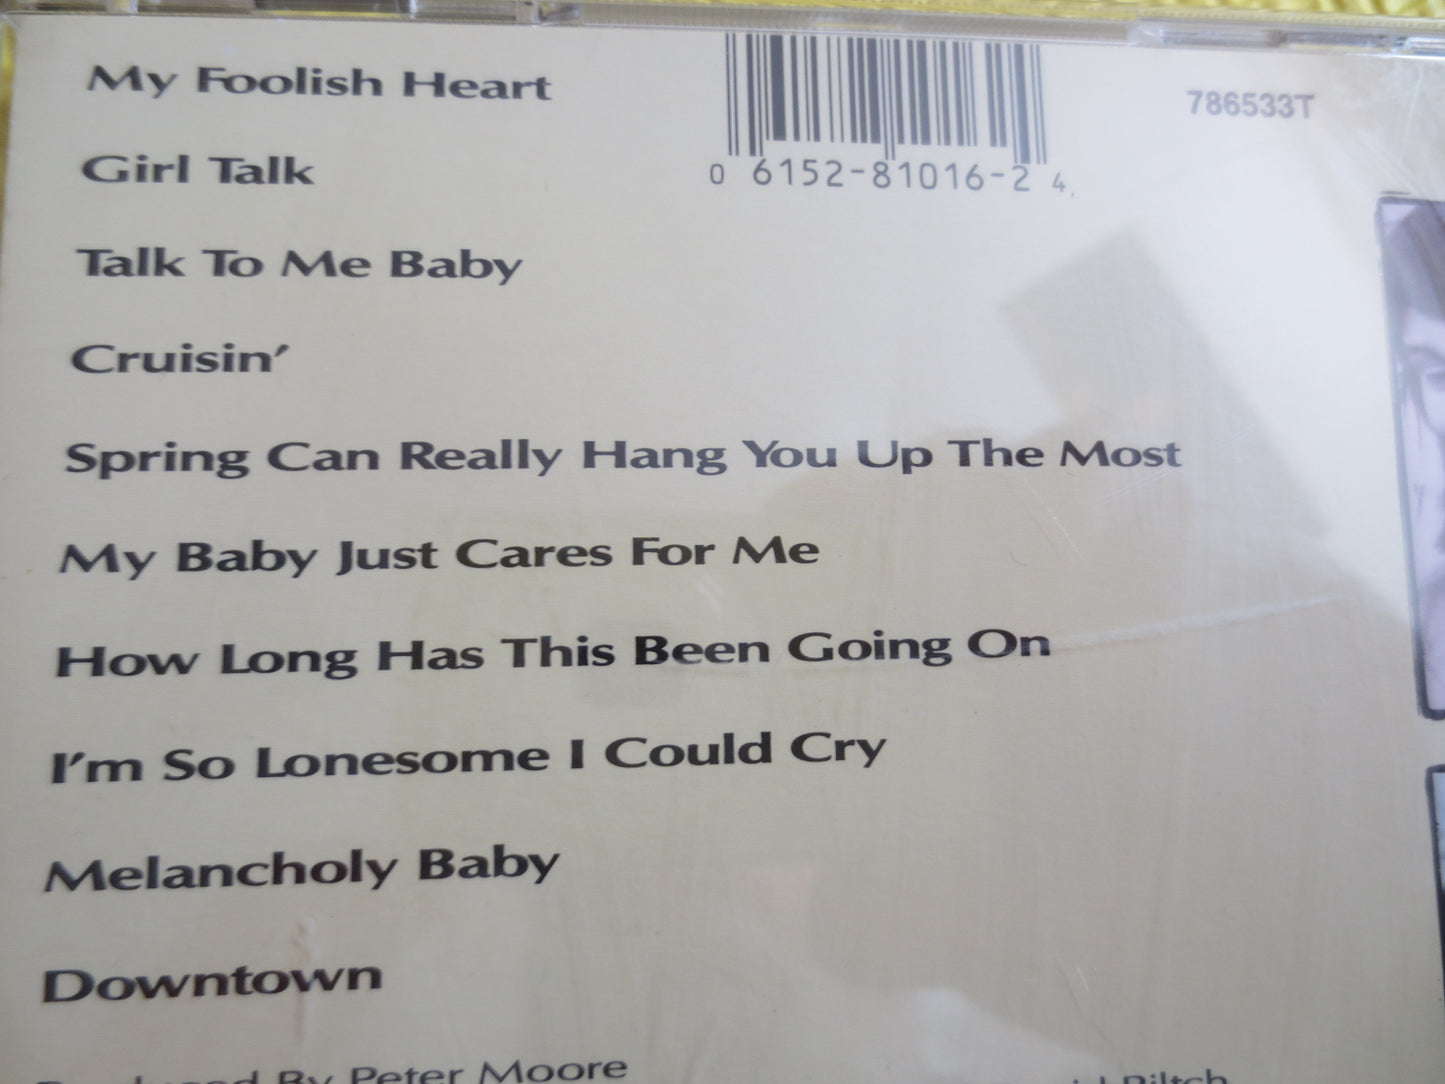 My Foolish Heart
786533T
0 6152-81016-2 4
Girl Talk
Talk To Me Baby
Cruisin'
Spring Can Really Hang You Up The Most
My Baby Just Cares For Me
How Long Has This Been Going On
I'm So Lonesome I Could Cry
Melancholy Baby
Downtown
By Peter Moore
Piltch